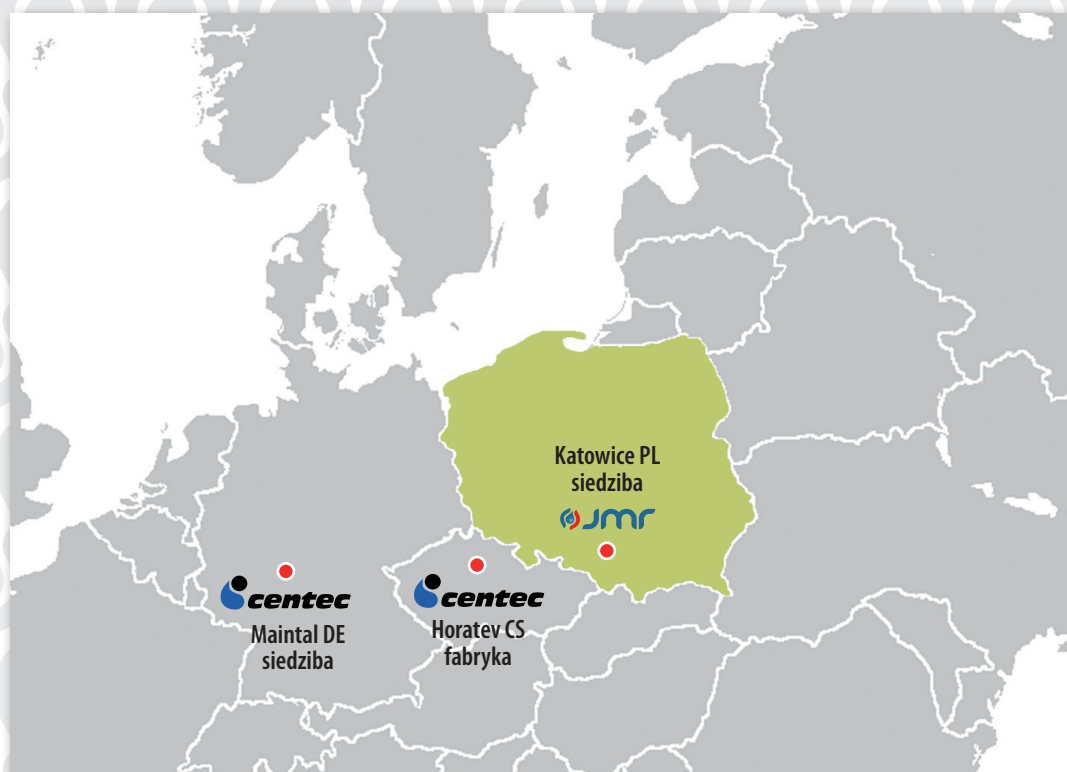 Katowice PL
siedziba
JMR
centec
Maintal DE
siedziba
centec
Horatev CS
fabryka